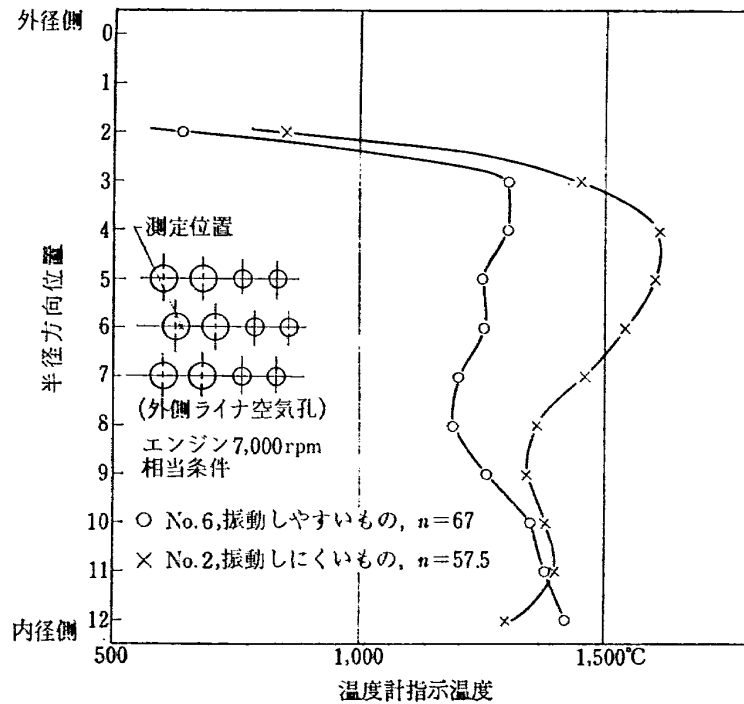 外径側
0
1
2
3
4
5
6
7
8
9
10
11
12
内径側
半径方向位置
測定位置
(外側ライナ空気孔)
エンジン7,000rpm
相当条件
○ No.6,振動しやすいもの, n=67
× No.2,振動しにくいもの, n=57.5
500
1,000
1,500℃
温度計指示温度